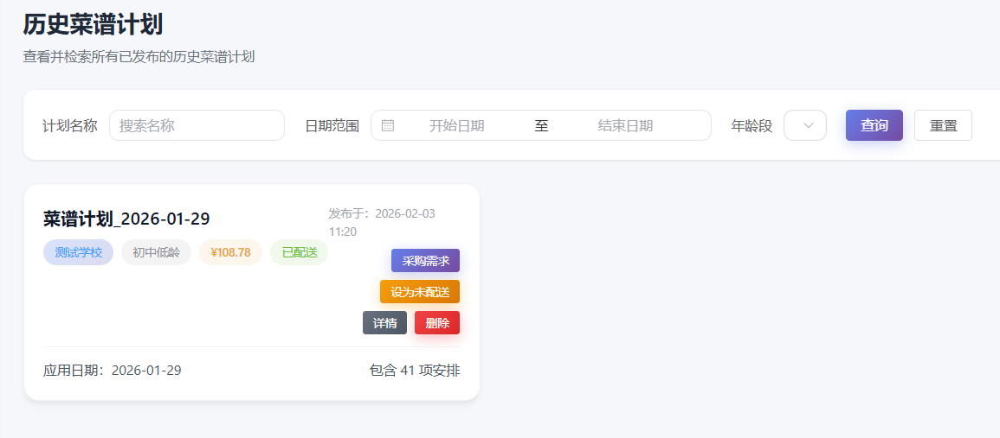 历史菜谱计划
查看并检索所有已发布的历史菜谱计划
计划名称 搜索名称 日期范围 开始日期 至 结束日期 年龄段 查询 重置
菜谱计划_2026-01-29
发布于：2026-02-03
11:20
测试学校 初中低龄 ¥108.78 已配送
采购需求
设为未配送
详情 删除
应用日期：2026-01-29 包含 41 项安排